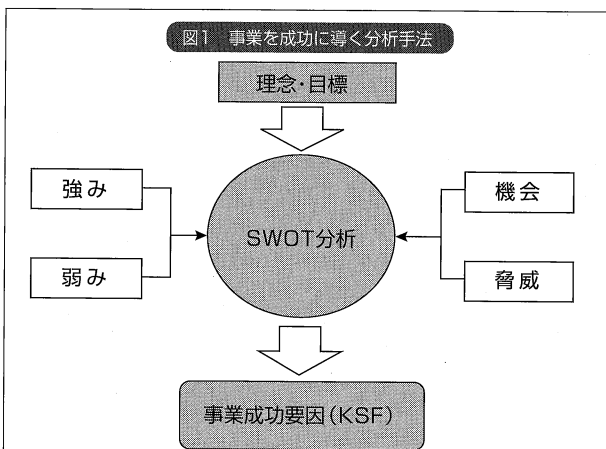 図1 事業を成功に導く分析手法
理念・目標
強み
弱み
SWOT分析
機会
脅威
事業成功要因(KSF)